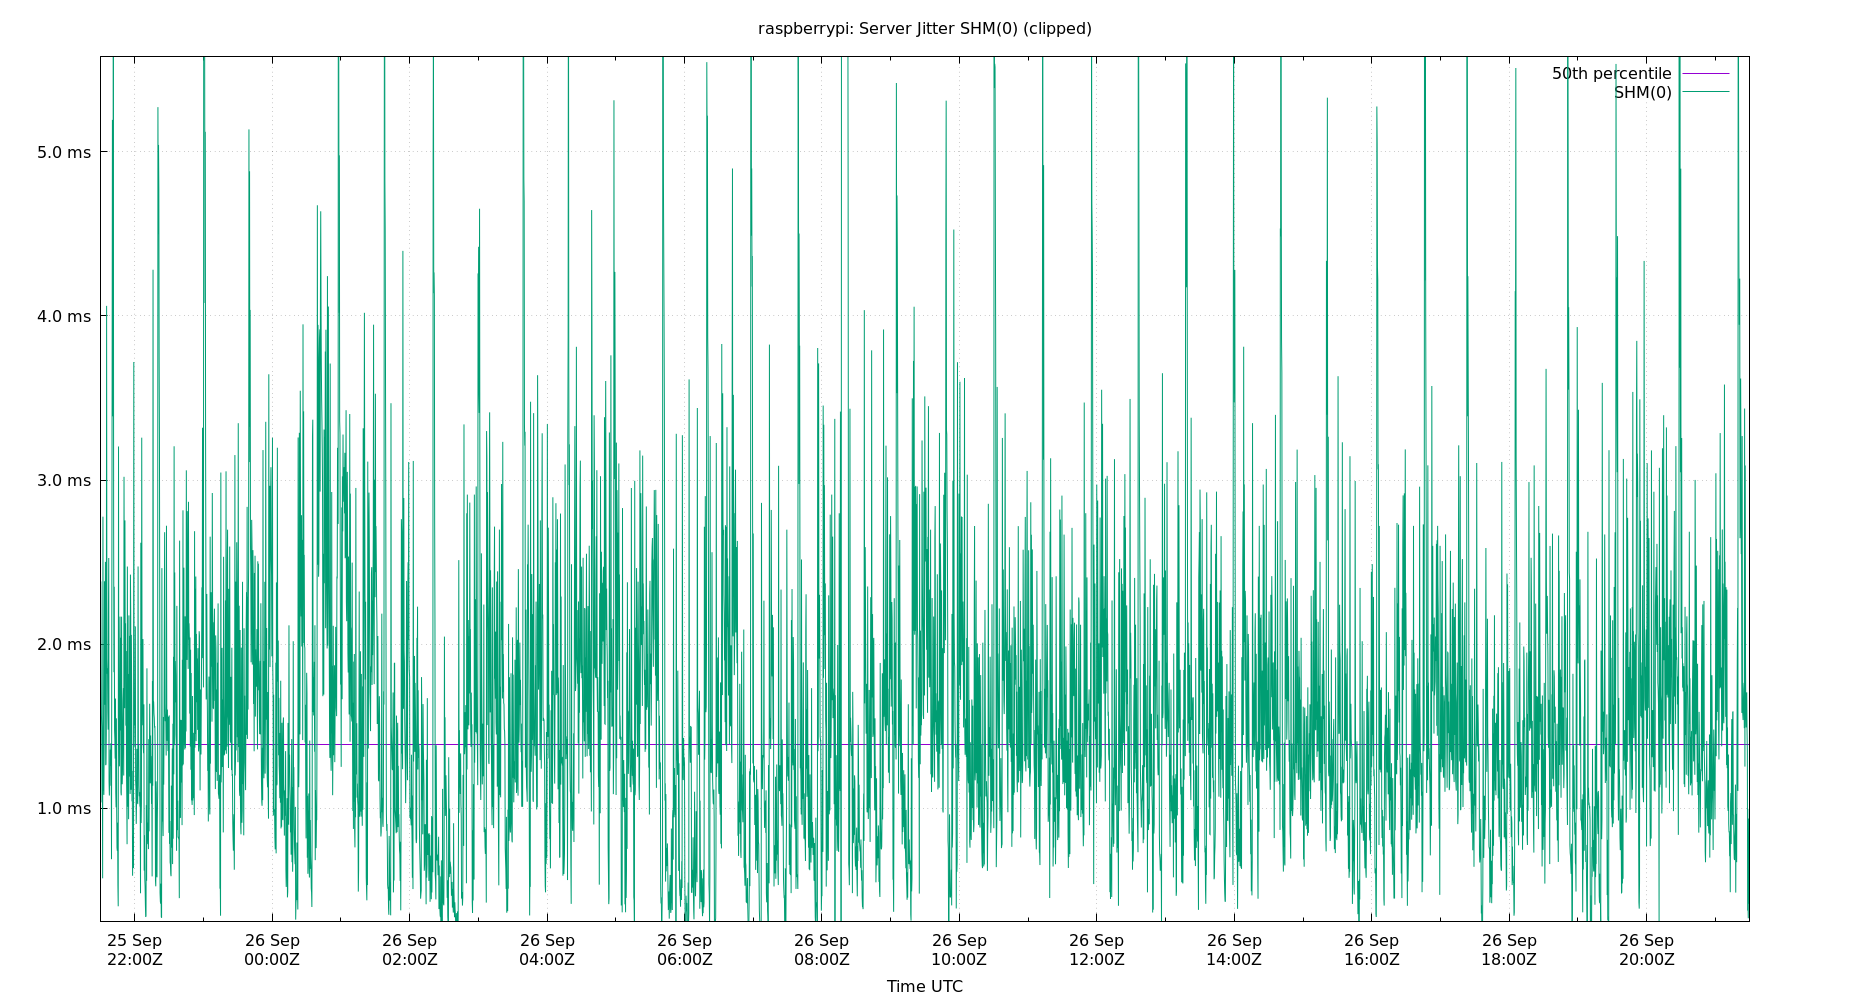 raspberrypi: Server Jitter SHM(0) (clipped)
50th percentile
SHM(0)
5.0 ms
4.0 ms
3.0 ms
2.0 ms
1.0 ms
25 Sep 26 Sep 26 Sep 26 Sep 26 Sep 26 Sep 26 Sep 26 Sep 26 Sep 26 Sep 26 Sep 26 Sep
22:00Z 00:00Z 02:00Z 04:00Z 06:00Z 08:00Z 10:00Z 12:00Z 14:00Z 16:00Z 18:00Z 20:00Z
Time UTC